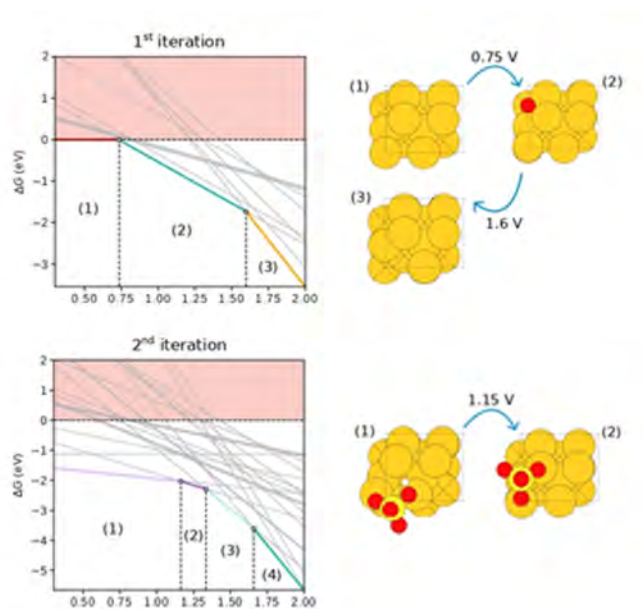 1st iteration
ΔG (eV)
2
1
0
−1
−2
−3
(1)
(2)
(3)
0.50 0.75 1.00 1.25 1.50 1.75 2.00
(1)
0.75 V
(2)
(3)
1.6 V
2nd iteration
ΔG (eV)
2
1
0
−1
−2
−3
−4
−5
(1)
(2)
(3)
(4)
0.50 0.75 1.00 1.25 1.50 1.75 2.00
(1)
1.15 V
(2)